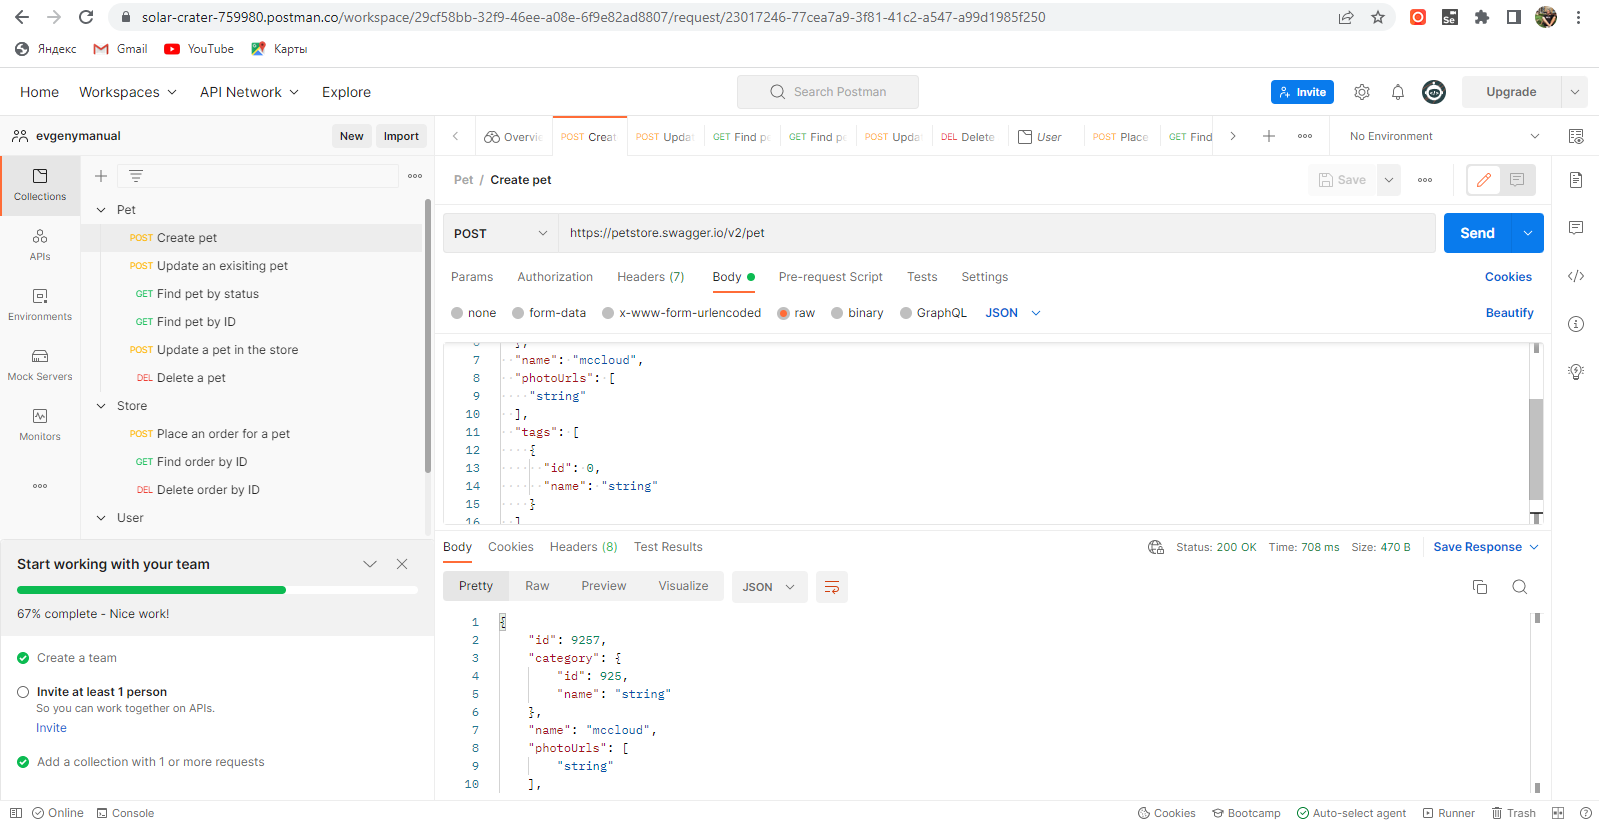 solar-crater-759980.postman.co/workspace/29cf58bb-32f9-46ee-a08e-6f9e82ad8807/request/23017246-77cea7a9-3f81-41c2-a547-a99d1985f250
Se
Яндекс Gmail YouTube Карты
Home Workspaces API Network Explore
Search Postman
Invite
Upgrade
evgenymanual
New Import
Overvie
POST Creat
POST Updat
GET Find pe
GET Find pe
POST Updat
DEL Delete
User
POST Place
GET Find
No Environment
Collections
APIs
Environments
Mock Servers
Monitors
Pet
POST Create pet
POST Update an exisiting pet
GET Find pet by status
GET Find pet by ID
POST Update a pet in the store
DEL Delete a pet
Store
POST Place an order for a pet
GET Find order by ID
DEL Delete order by ID
User
Start working with your team
67% complete - Nice work!
Create a team
Invite at least 1 person
So you can work together on APIs.
Invite
Add a collection with 1 or more requests
Pet / Create pet
Save
POST https://petstore.swagger.io/v2/pet
Send
Params Authorization Headers (7) Body Pre-request Script Tests Settings Cookies
none form-data x-www-form-urlencoded raw binary GraphQL JSON Beautify
6 },
7 "name": "mccloud",
8 "photoUrls": [
9 "string"
10 ],
11 "tags": [
12 {
13 "id": 0,
14 "name": "string"
15 }
16 ]
Body Cookies Headers (8) Test Results
Status: 200 OK Time: 708 ms Size: 470 B Save Response
Pretty Raw Preview Visualize JSON
1 {
2 "id": 9257,
3 "category": {
4 "id": 925,
5 "name": "string"
6 },
7 "name": "mccloud",
8 "photoUrls": [
9 "string"
10 ],
Online Console
Cookies Bootcamp Auto-select agent Runner Trash